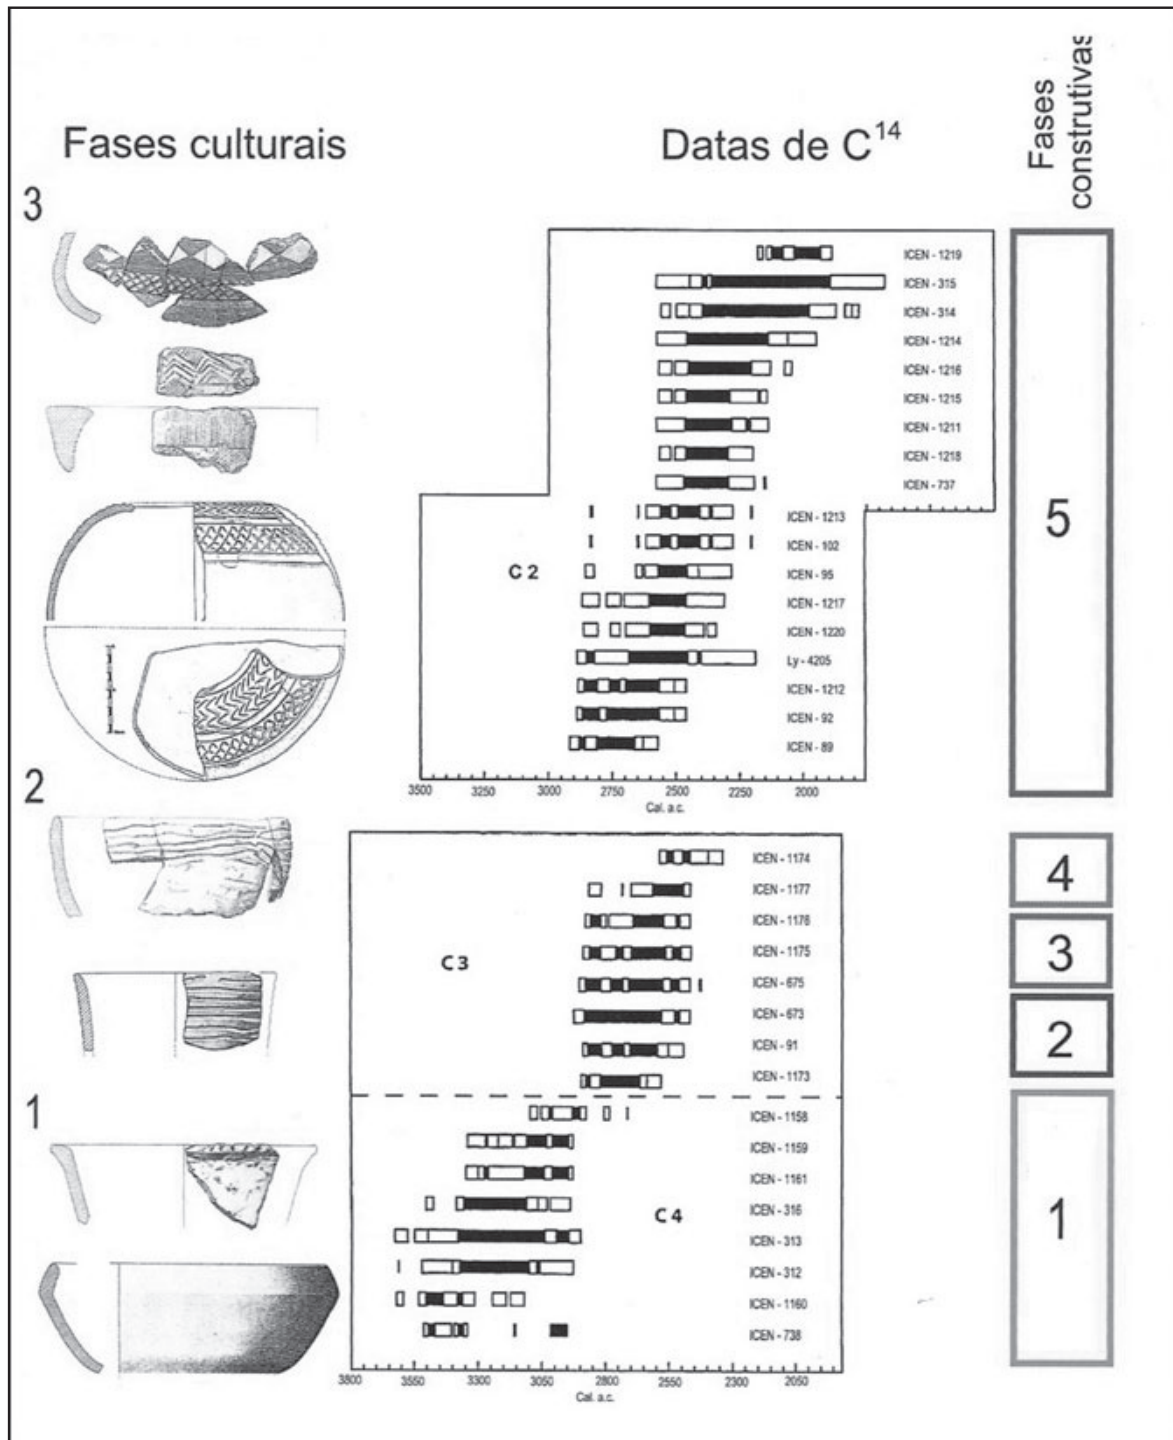 Fases culturais
Datas de C14
Fases
construtivas
3
ICEN - 1219
ICEN - 315
ICEN - 314
ICEN - 1214
ICEN - 1216
ICEN - 1215
ICEN - 1211
ICEN - 1218
ICEN - 737
ICEN - 1213
ICEN - 102
C 2
ICEN - 95
ICEN - 1217
ICEN - 1220
Ly - 4205
ICEN - 1212
ICEN - 92
ICEN - 89
3500 3250 3000 2750 2500 2250 2000
Cal. a.c.
5
2
ICEN - 1174
ICEN - 1177
ICEN - 1176
C 3
ICEN - 1175
ICEN - 675
ICEN - 673
ICEN - 91
ICEN - 1173
4
3
2
1
ICEN - 1158
ICEN - 1159
ICEN - 1161
ICEN - 316
C 4
ICEN - 313
ICEN - 312
ICEN - 1160
ICEN - 738
3800 3550 3300 3050 2800 2550 2300 2050
Cal. a.c.
1